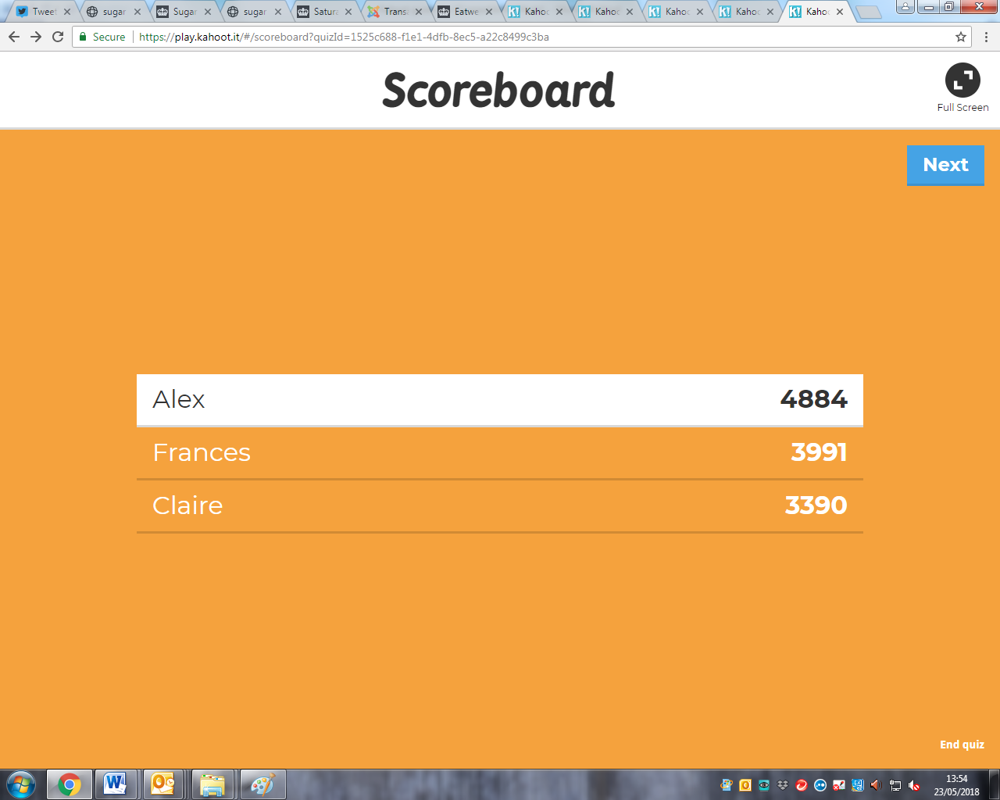 Tweet sugar Sugar sugar Satura Trans Eatwe Kahoo Kahoo Kahoo Kahoo Kahoo
Secure https://play.kahoot.it/#/scoreboard?quizId=1525c688-f1e1-4dfb-8ec5-a22c8499c3ba
Scoreboard
Full Screen
Next
Alex 4884
Frances 3991
Claire 3390
End quiz
13:54
23/05/2018